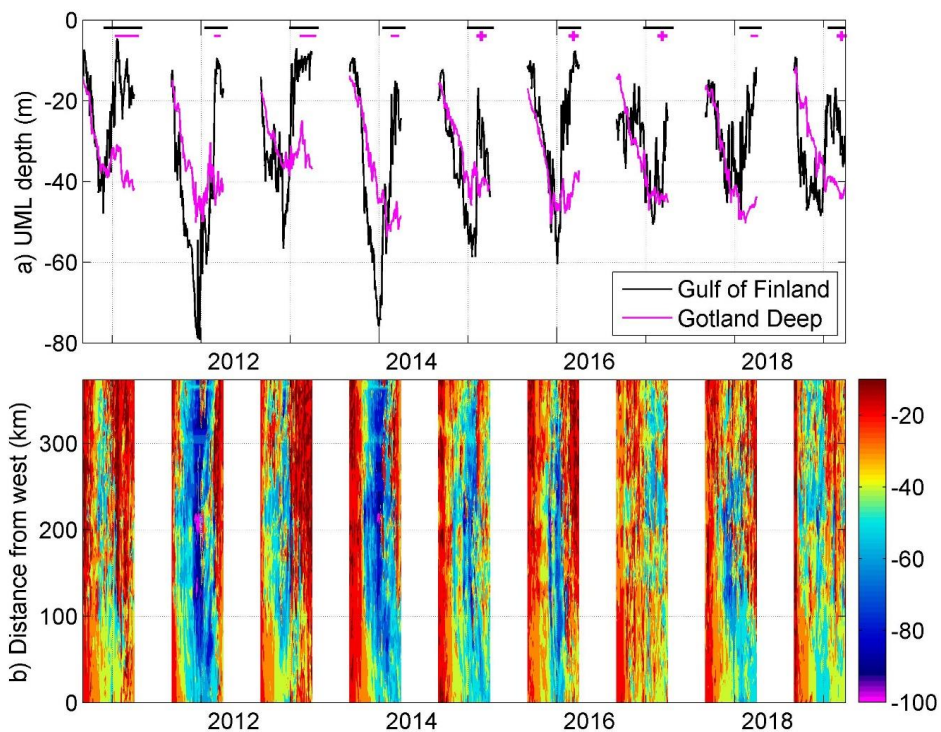 0
-20
-40
-60
-80
a) UML depth (m)
Gulf of Finland
Gotland Deep
2012 2014 2016 2018
300
200
100
0
b) Distance from west (km)
2012 2014 2016 2018
-20
-40
-60
-80
-100